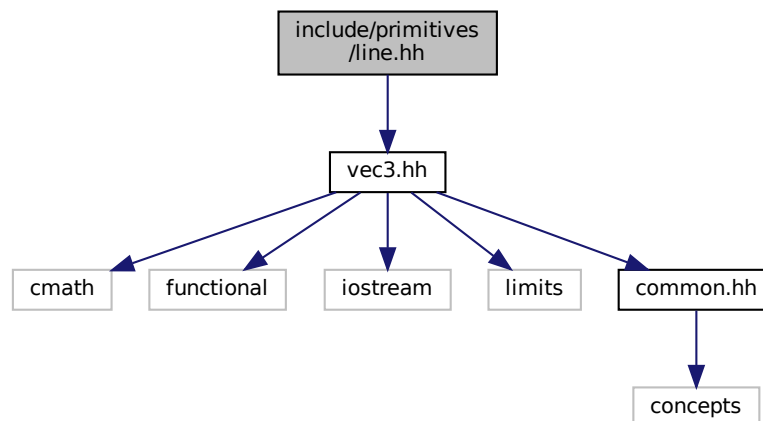 include/primitives
/line.hh
vec3.hh
cmath
functional
iostream
limits
common.hh
concepts